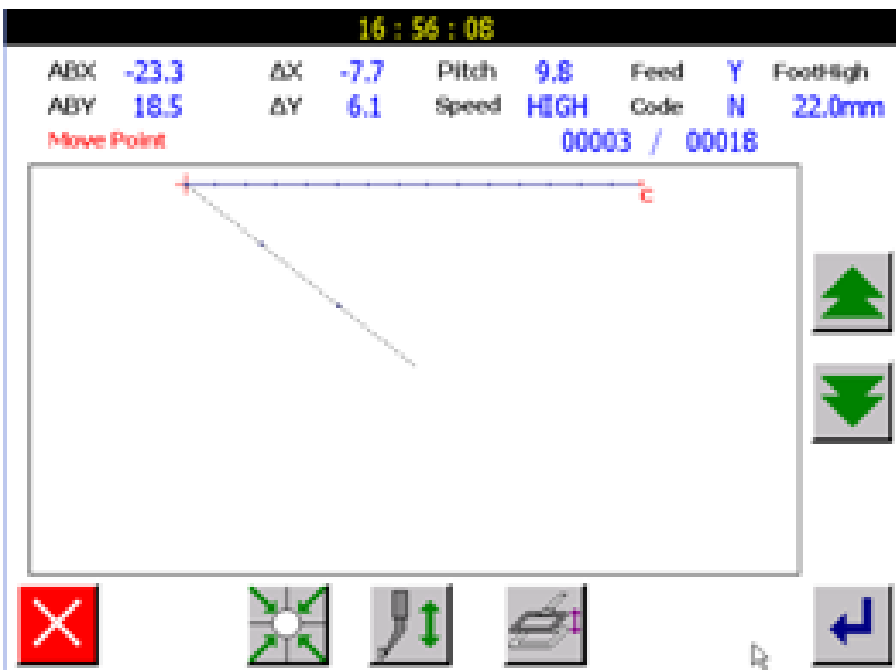 16 : 56 : 08
ABX -23.3 ΔX -7.7 Pitch 9.8 Feed Y FootHigh
ABY 18.5 ΔY 6.1 Speed HIGH Code N 22.0mm
Move Point 00003 / 00018
C